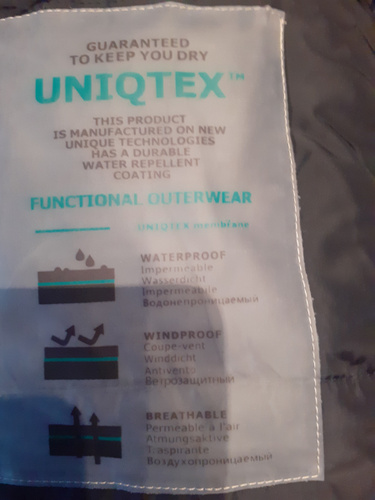 GUARANTEED
TO KEEP YOU DRY
UNIQTEX™
THIS PRODUCT
IS MANUFACTURED ON NEW
UNIQUE TECHNOLOGIES
HAS A DURABLE
WATER REPELLENT
COATING
FUNCTIONAL OUTERWEAR
UNIQTEX membrane
WATERPROOF
Imperméable
Wasserdicht
Impermeabile
Водонепроницаемый
WINDPROOF
Coupe-vent
Winddicht
Antivento
Ветрозащитный
BREATHABLE
Perméable à l'air
Atmungsaktive
Traspirante
Воздухопроницаемый